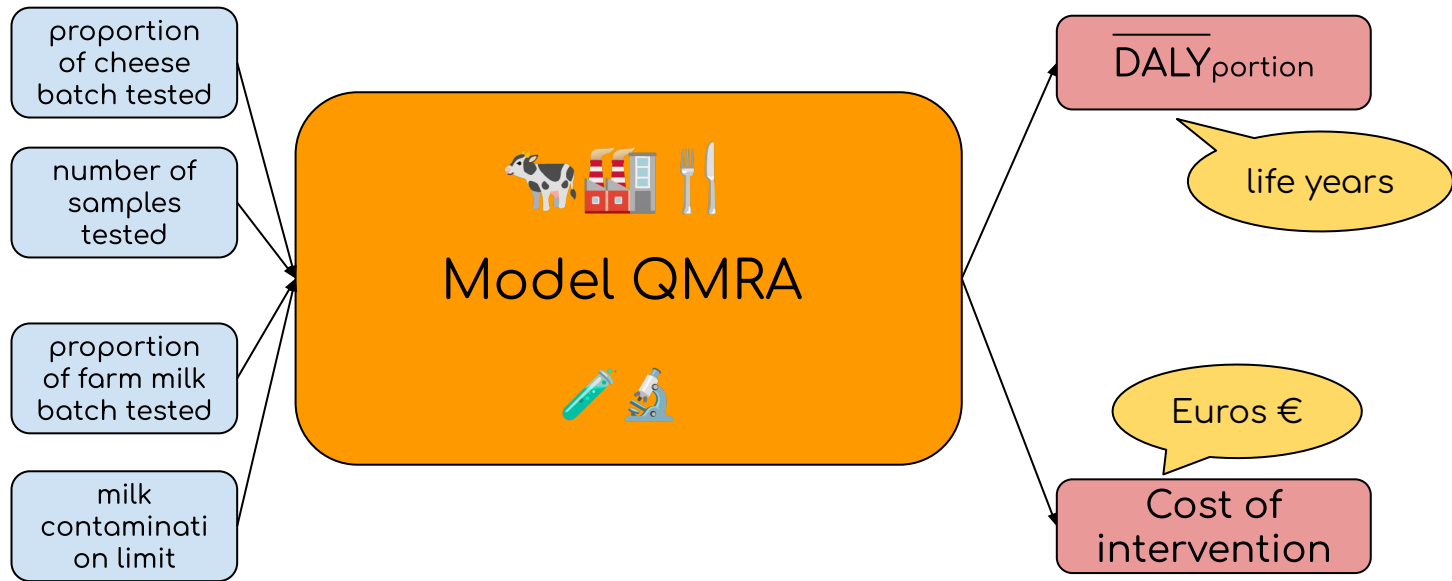 proportion
of cheese
batch tested
number of
samples
tested
proportion
of farm milk
batch tested
milk
contaminati
on limit
Model QMRA
DALYportion
life years
Euros €
Cost of
intervention